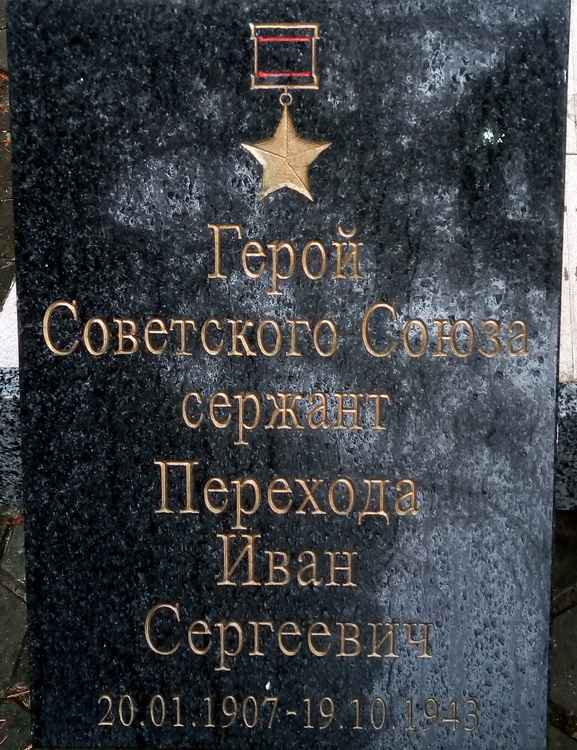 Герой
Советского Союза
сержант
Перехода
Иван
Сергеевич
20.01.1907-19.10.1943